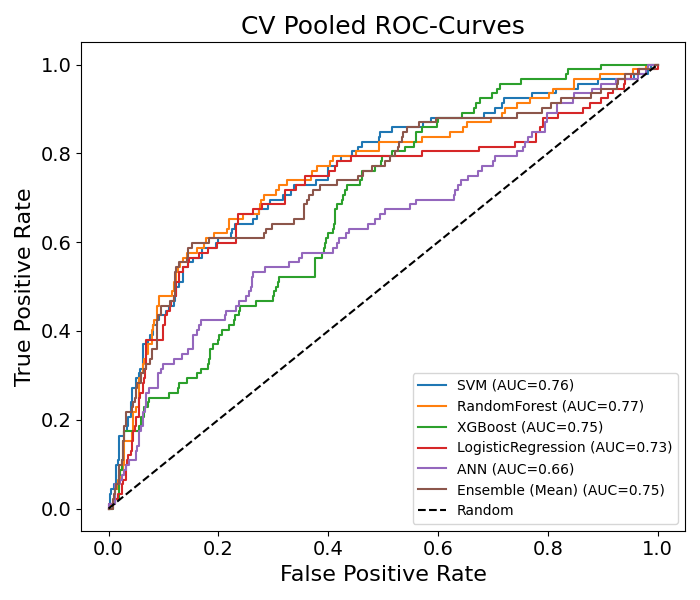 CV Pooled ROC-Curves
True Positive Rate
1.0
0.8
0.6
0.4
0.2
0.0
SVM (AUC=0.76)
RandomForest (AUC=0.77)
XGBoost (AUC=0.75)
LogisticRegression (AUC=0.73)
ANN (AUC=0.66)
Ensemble (Mean) (AUC=0.75)
Random
0.0 0.2 0.4 0.6 0.8 1.0
False Positive Rate